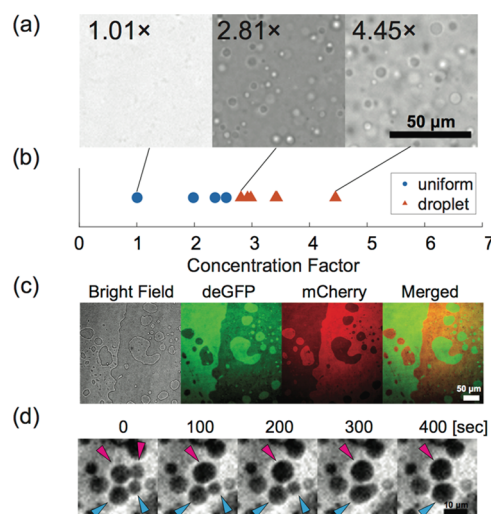 (a)
1.01× 2.81× 4.45×
50 μm
(b)
uniform
droplet
0 1 2 3 4 5 6 7
Concentration Factor
(c)
Bright Field deGFP mCherry Merged
50 μm
(d)
0 100 200 300 400 [sec]
10 μm